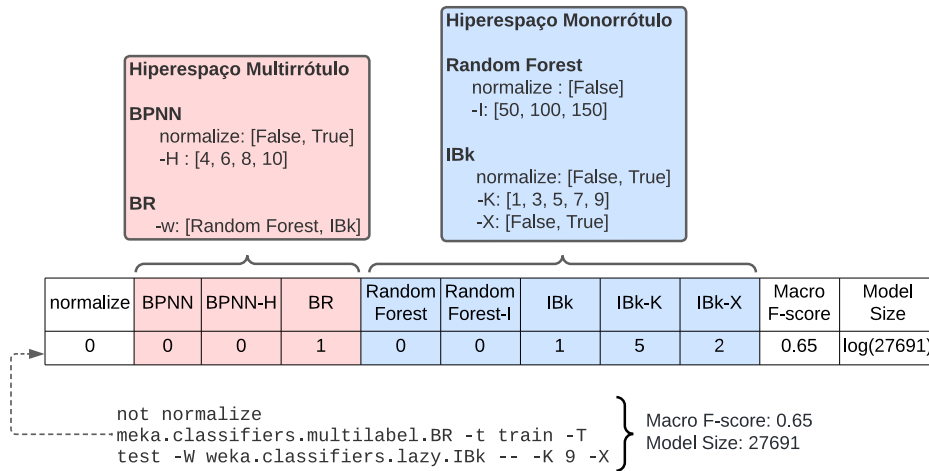 Hiperespaço Multirrótulo
BPNN
normalize: [False, True]
-H : [4, 6, 8, 10]
BR
-w: [Random Forest, IBk]
Hiperespaço Monorrótulo
Random Forest
normalize : [False]
-I: [50, 100, 150]
IBk
normalize: [False, True]
-K: [1, 3, 5, 7, 9]
-X: [False, True]
normalize BPNN BPNN-H BR Random Forest Random Forest-I IBk IBk-K IBk-X Macro F-score Model Size
0 0 0 1 0 0 1 5 2 0.65 log(27691)
not normalize
meka.classifiers.multilabel.BR -t train -T
test -W weka.classifiers.lazy.IBk -- -K 9 -X
Macro F-score: 0.65
Model Size: 27691